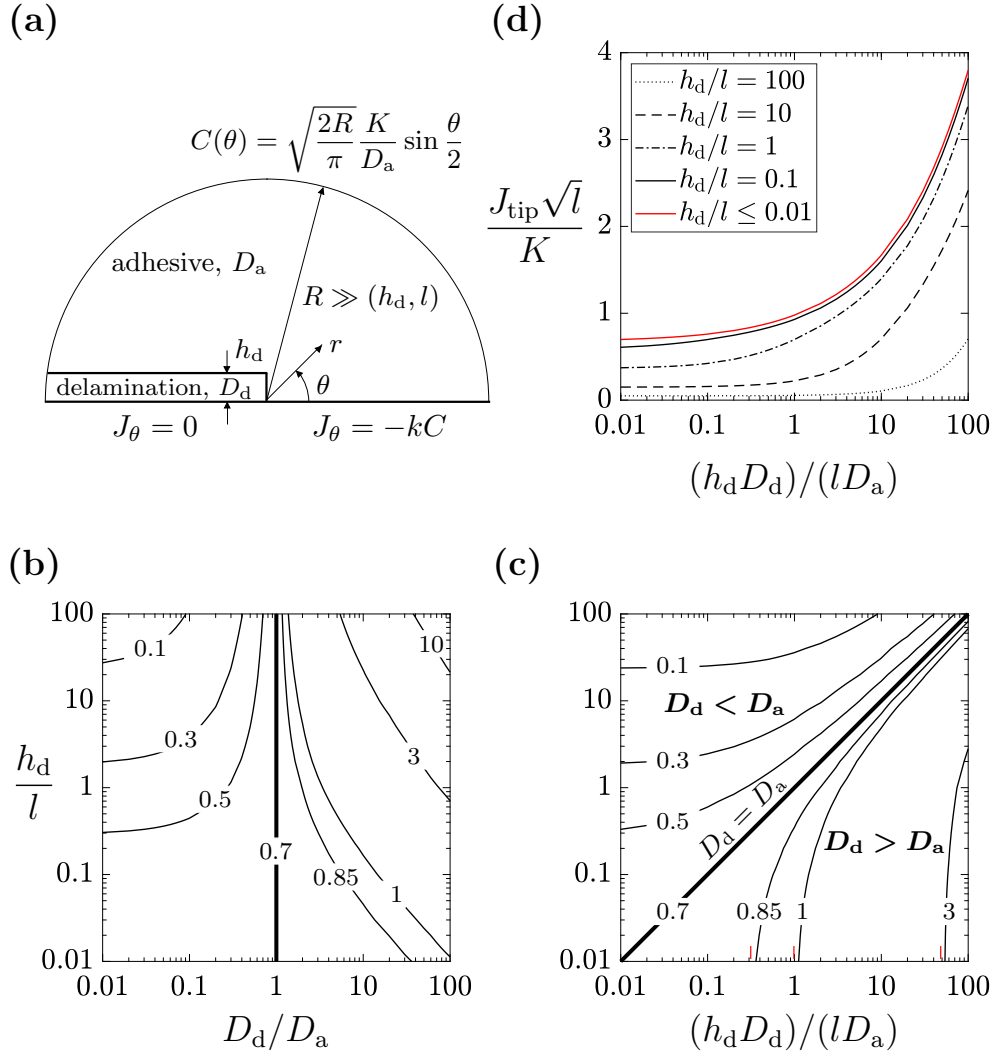 (a)
C(θ) = √(2R/π) K/D_a sin θ/2
adhesive, D_a
R ≫ (h_d, l)
h_d
r
delamination, D_d
θ
J_θ = 0
J_θ = −kC
(d)
J_tip√l / K
4
3
2
1
0
h_d/l = 100
h_d/l = 10
h_d/l = 1
h_d/l = 0.1
h_d/l ≤ 0.01
0.01
0.1
1
10
100
(h_d D_d)/(l D_a)
(b)
h_d / l
100
10
1
0.1
0.01
0.1
0.3
0.5
0.7
0.85
1
3
10
0.01
0.1
1
10
100
D_d/D_a
(c)
100
10
1
0.1
0.01
0.1
D_d < D_a
0.3
0.5
D_d = D_a
D_d > D_a
0.7
0.85
1
3
0.01
0.1
1
10
100
(h_d D_d)/(l D_a)